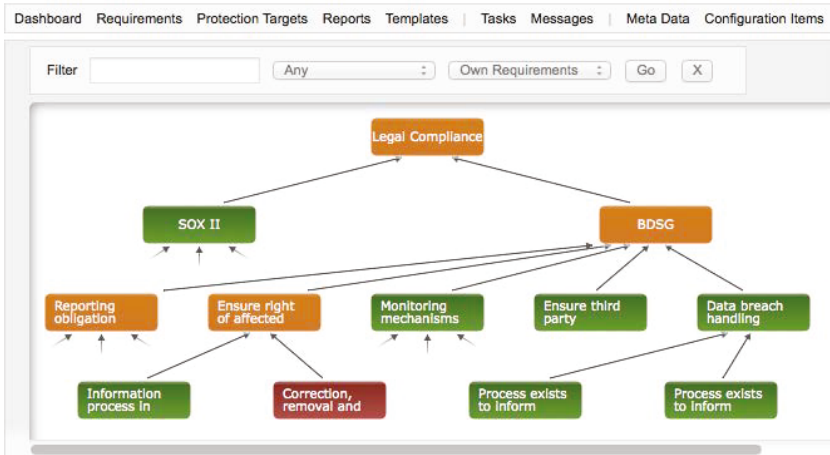 Dashboard Requirements Protection Targets Reports Templates | Tasks Messages | Meta Data Configuration Items
Filter Any Own Requirements Go X
Legal Compliance
SOX II BDSG
Reporting
obligation
Ensure right
of affected
Monitoring
mechanisms
Ensure third
party
Data breach
handling
Information
process in
Correction,
removal and
Process exists
to inform
Process exists
to inform